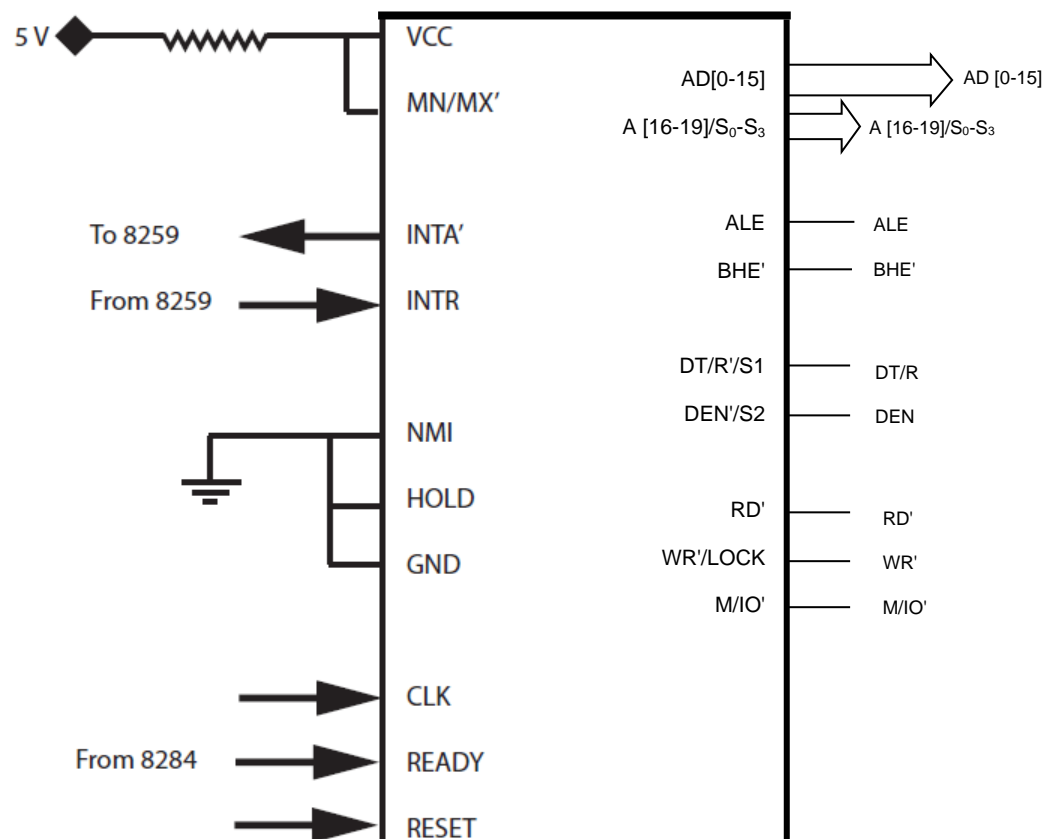 5 V
VCC
MN/MX’
AD[0-15]
AD [0-15]
A [16-19]/S₀-S₃
A [16-19]/S₀-S₃
To 8259
INTA’
ALE
ALE
BHE'
BHE'
From 8259
INTR
DT/R'/S1
DT/R
DEN'/S2
DEN
NMI
HOLD
GND
RD'
RD'
WR'/LOCK
WR'
M/IO'
M/IO'
CLK
From 8284
READY
RESET